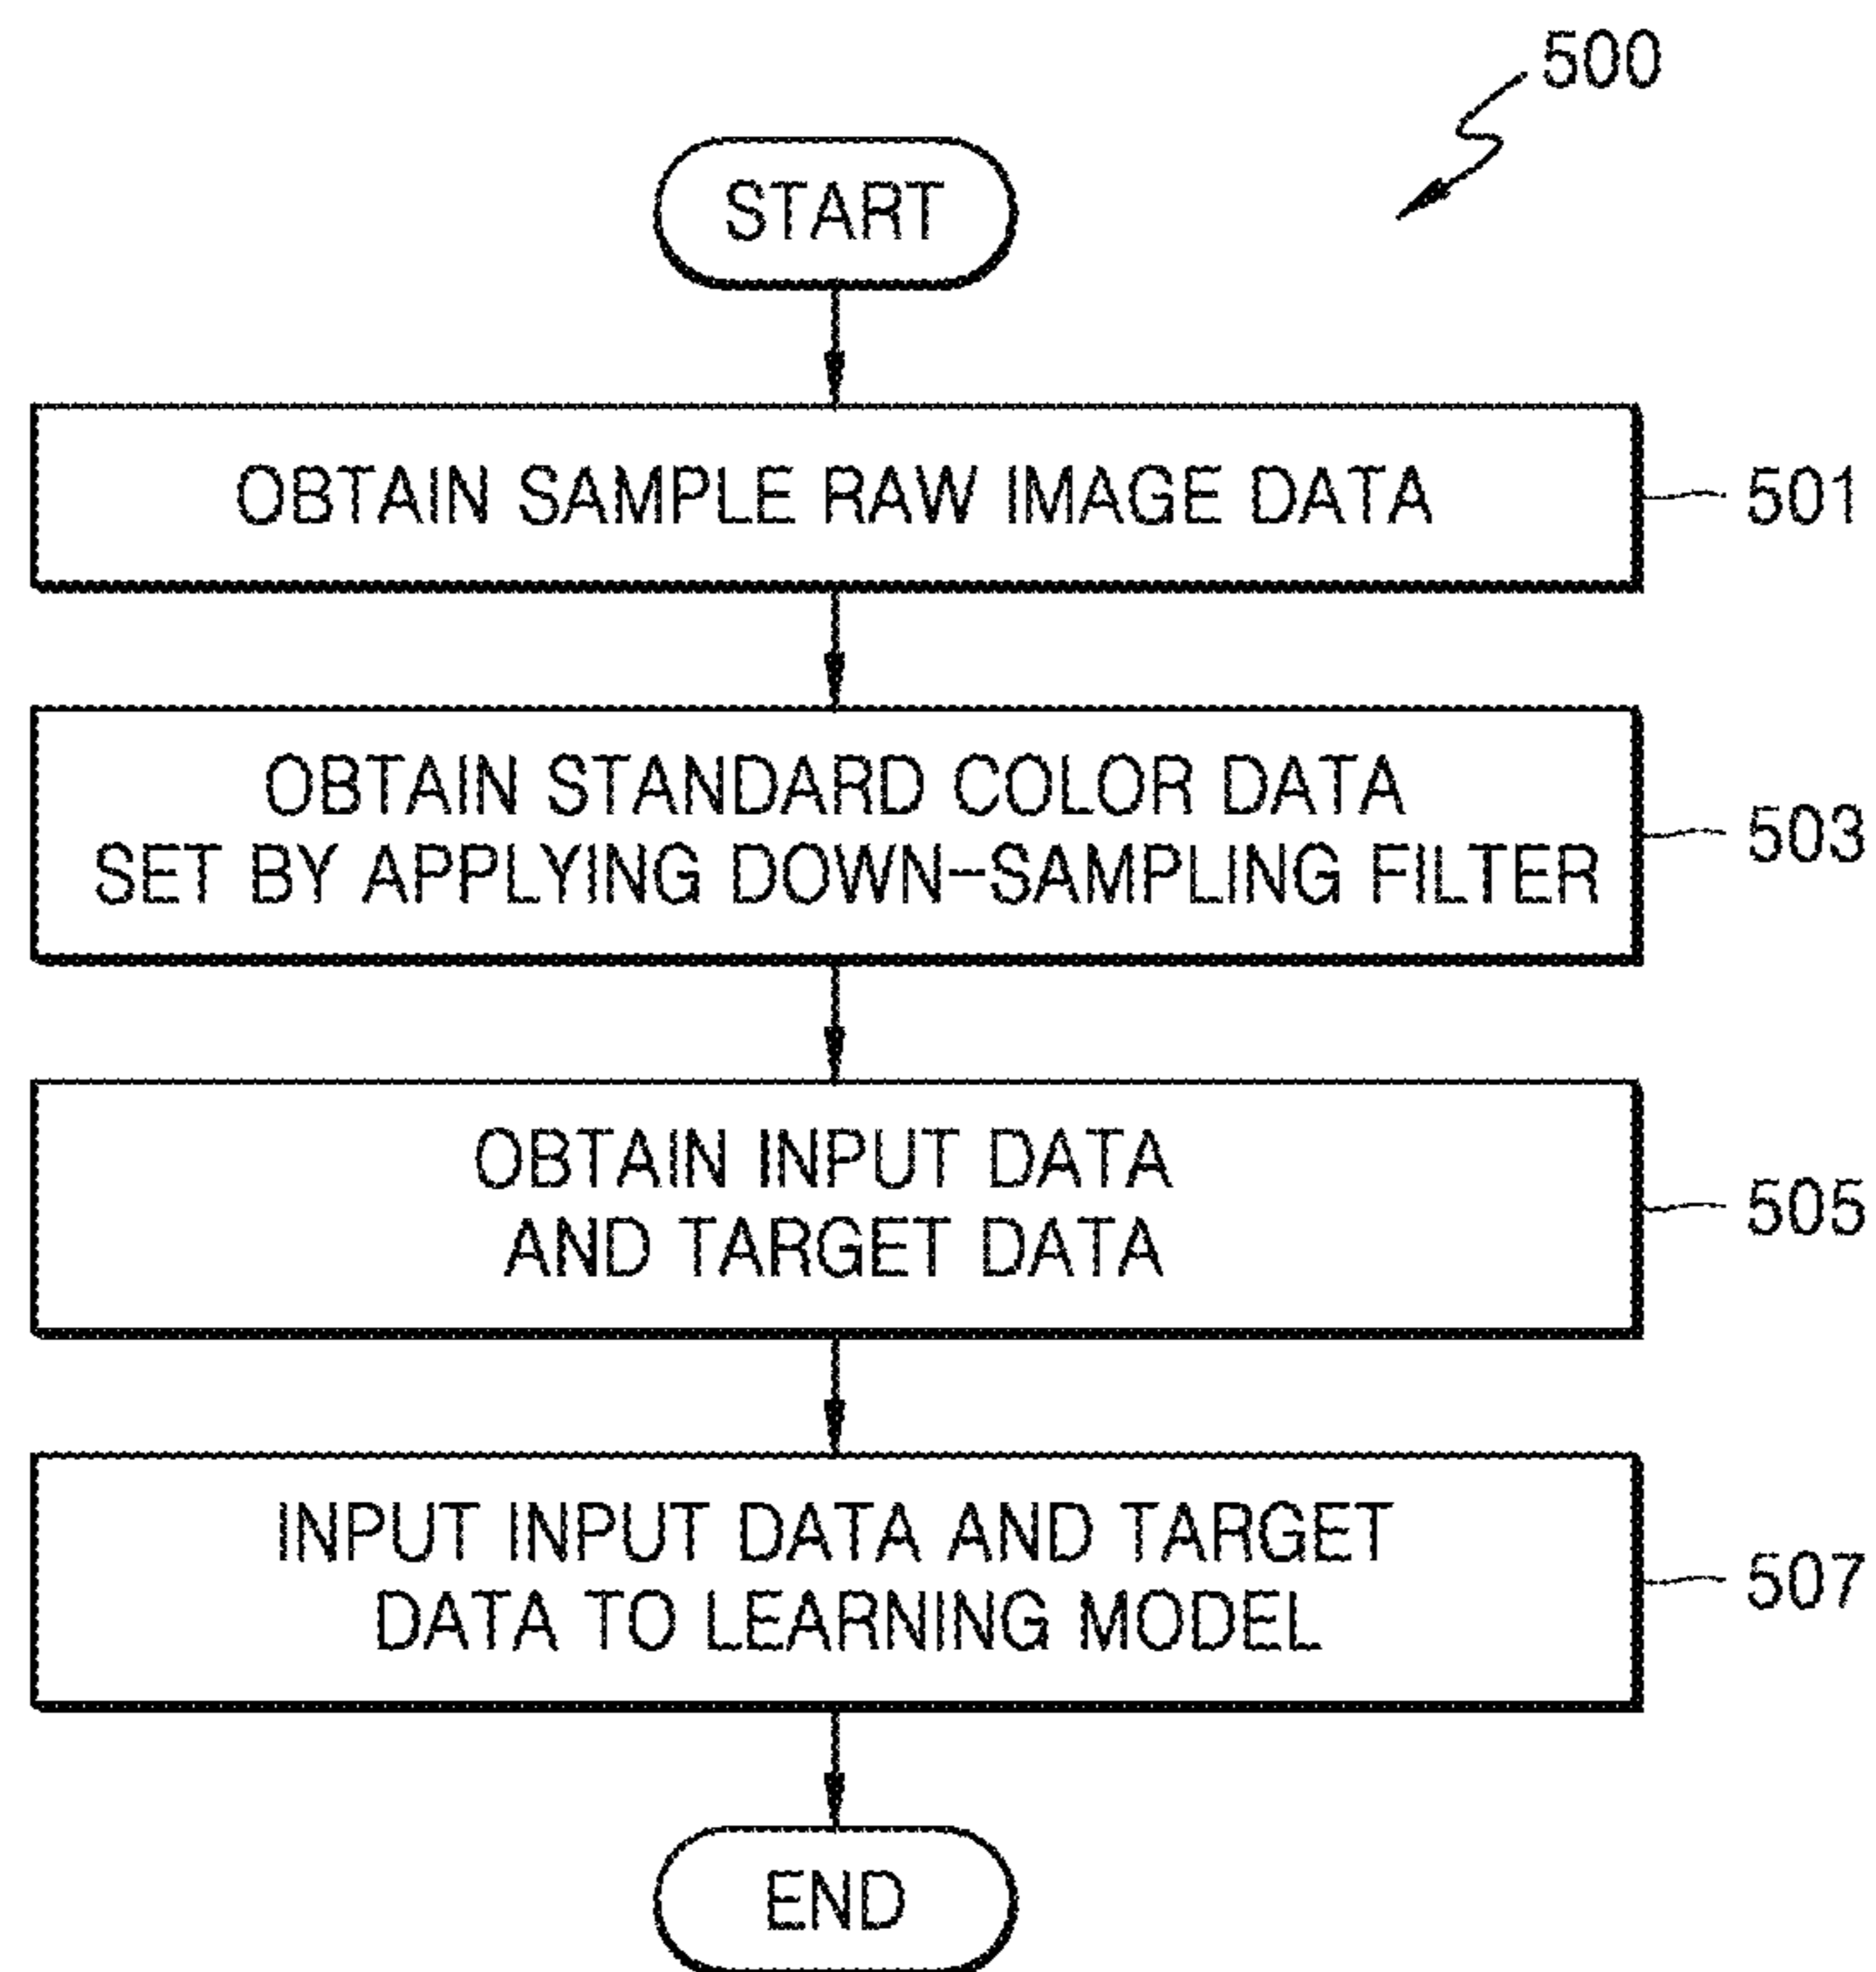 500
START
OBTAIN SAMPLE RAW IMAGE DATA
501
OBTAIN STANDARD COLOR DATA
SET BY APPLYING DOWN-SAMPLING FILTER
503
OBTAIN INPUT DATA
AND TARGET DATA
505
INPUT INPUT DATA AND TARGET
DATA TO LEARNING MODEL
507
END